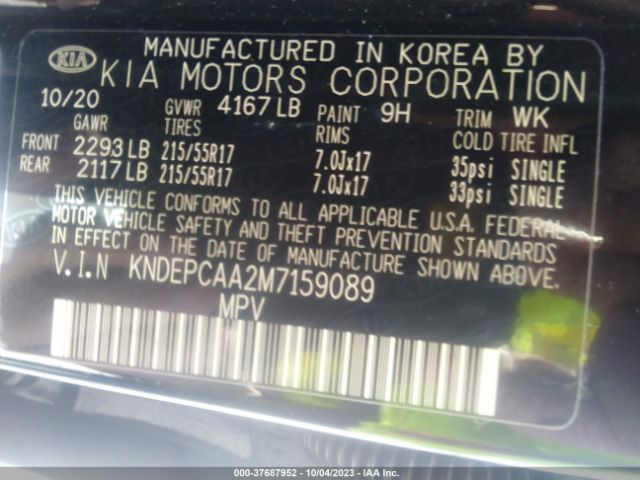 KIA MANUFACTURED IN KOREA BY
KIA MOTORS CORPORATION
10/20 GVWR 4167 LB PAINT 9H TRIM WK
GAWR TIRES RIMS COLD TIRE INFL
FRONT 2293 LB 215/55R17 7.0Jx17 35psi SINGLE
REAR 2117 LB 215/55R17 7.0Jx17 33psi SINGLE
THIS VEHICLE CONFORMS TO ALL APPLICABLE U.S.A. FEDERAL
MOTOR VEHICLE SAFETY AND THEFT PREVENTION STANDARDS
IN EFFECT ON THE DATE OF MANUFACTURE SHOWN ABOVE.
V.I.N KNDEPCAA2M7159089
MPV
000-37687952 - 10/04/2023 - IAA Inc.